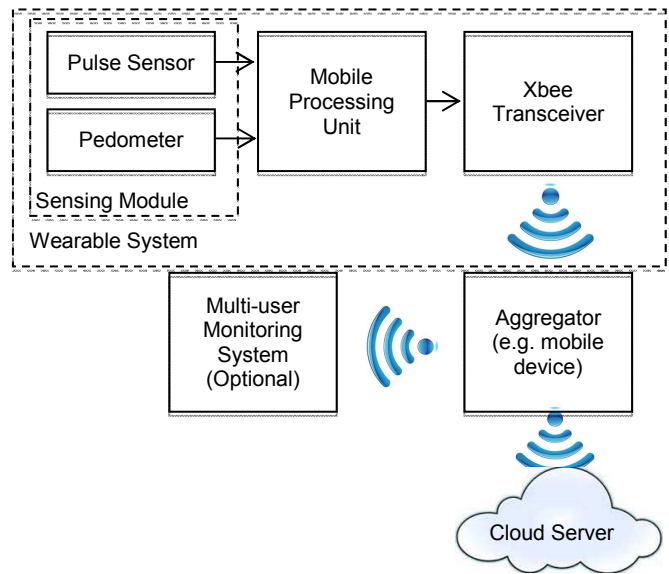 Pulse Sensor
Pedometer
Sensing Module
Wearable System
Mobile
Processing
Unit
Xbee
Transceiver
Multi-user
Monitoring
System
(Optional)
Aggregator
(e.g. mobile
device)
Cloud Server